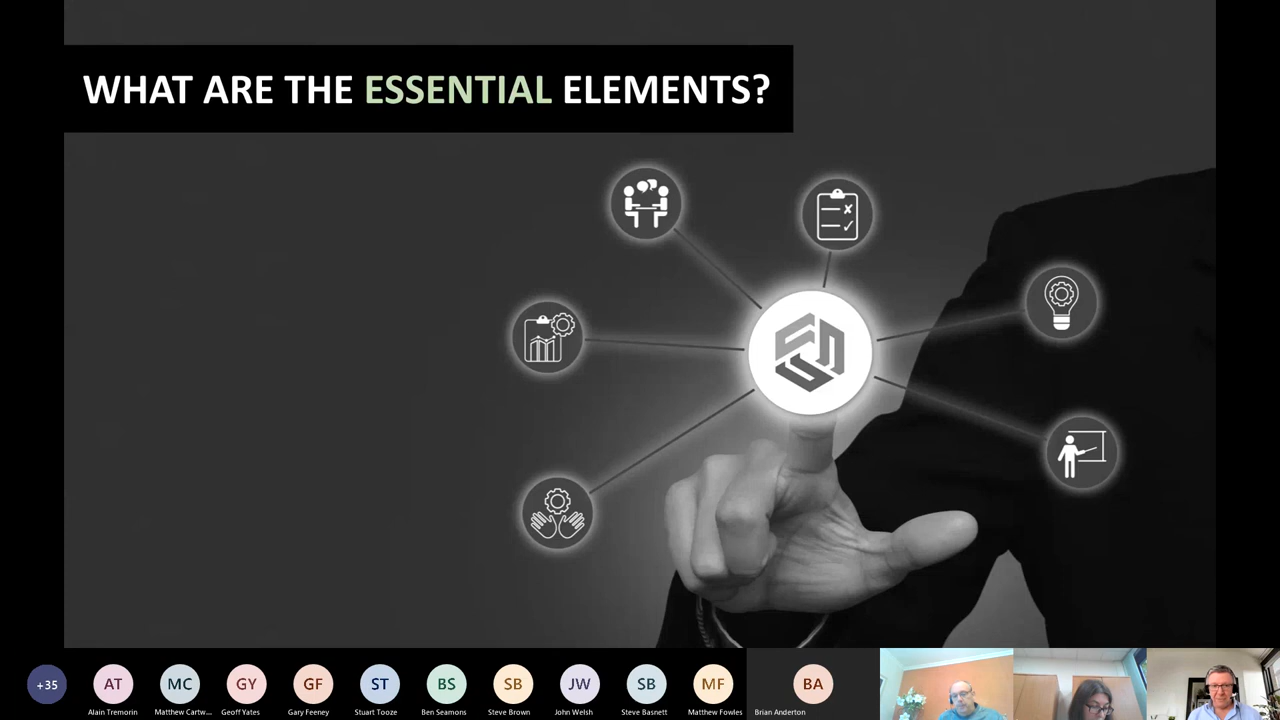 WHAT ARE THE ESSENTIAL ELEMENTS?
+35
AT
MC
GY
GF
ST
BS
SB
JW
SB
MF
BA
Alain Tremorin
Matthew Cartw...
Geoff Yates
Gary Feeney
Stuart Tooze
Ben Seamons
Steve Brown
John Welsh
Steve Basnett
Matthew Fowles
Brian Anderton